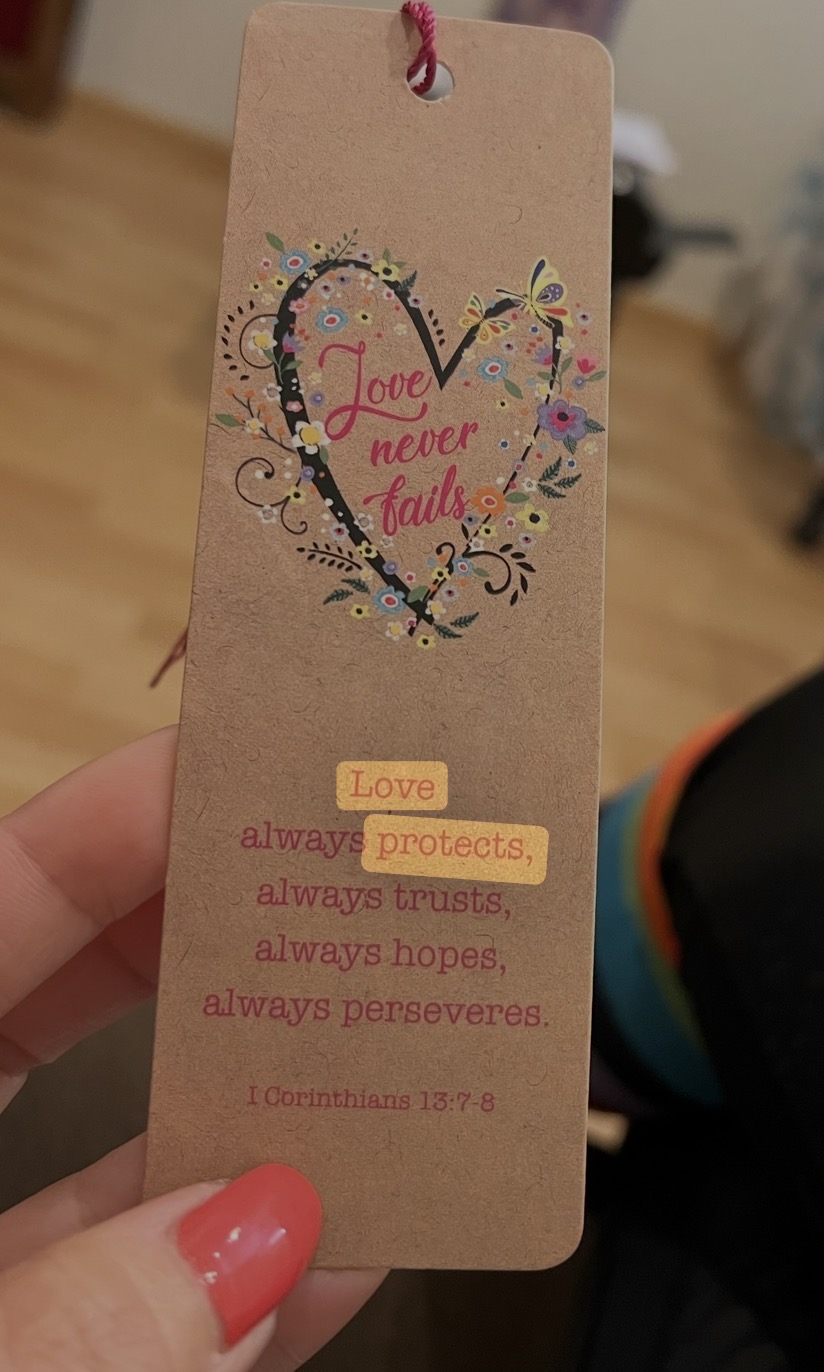 Love
never
fails
Love
always protects,
always trusts,
always hopes,
always perseveres.
I Corinthians 13:7-8